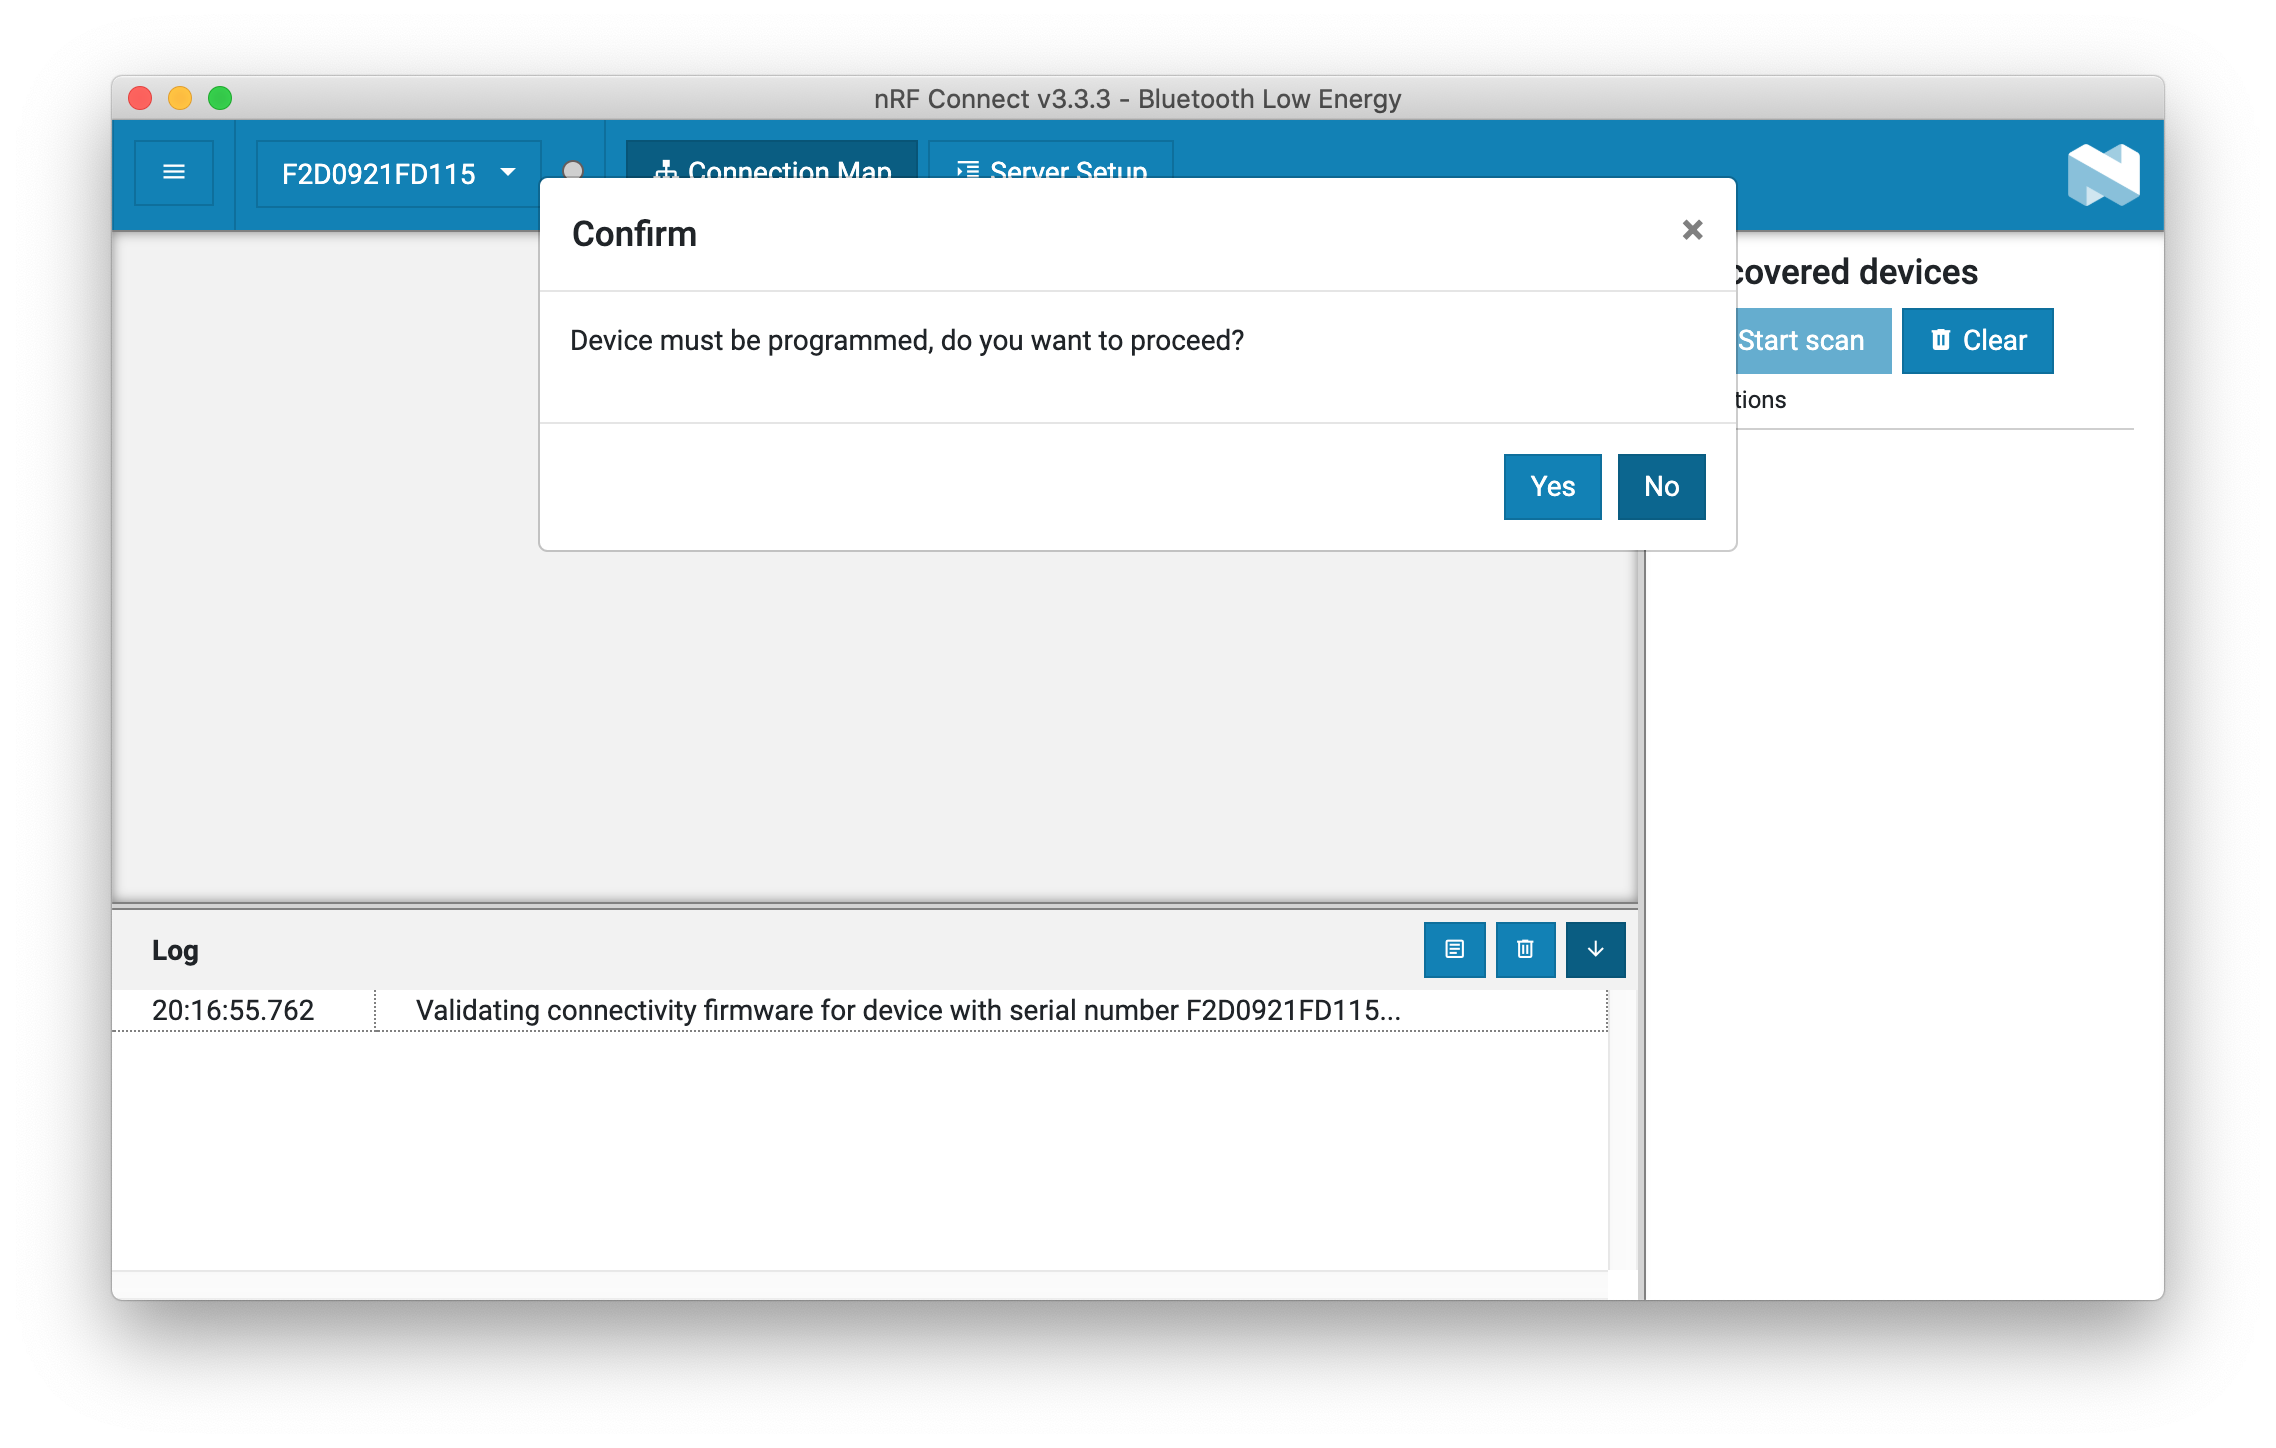 nRF Connect v3.3.3 - Bluetooth Low Energy
F2D0921FD115
Connection Map
Server Setup
Confirm
covered devices
Device must be programmed, do you want to proceed?
Start scan
Clear
tions
Yes
No
Log
20:16:55.762
Validating connectivity firmware for device with serial number F2D0921FD115...